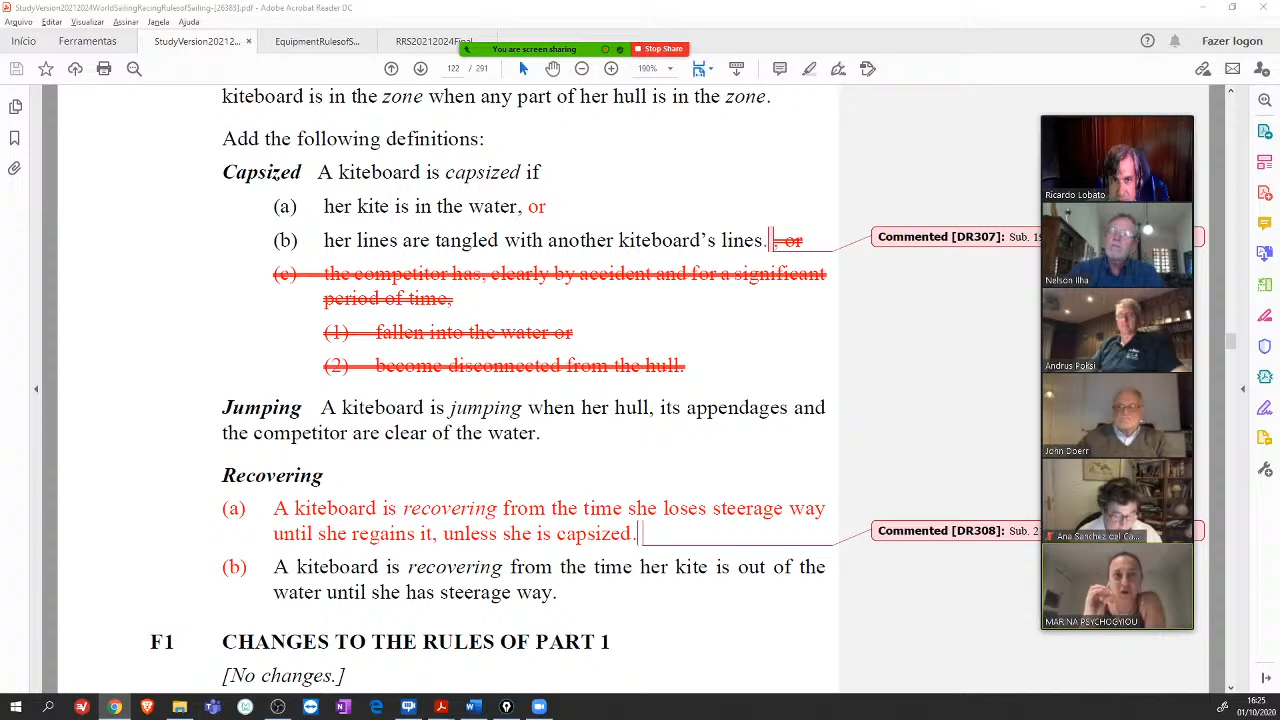 StudyVersion20212024WorldSailingRacingRulesofSailing-[26383].pdf - Adobe Acrobat Reader DC
Arquivo Editar Visualizar Assinar Janela Ajuda
Início Ferramentas StudyVersion20212... × EquipmentRulesofS... RRS20212024Final... Fazer logon
You are screen sharing Stop Share
122 / 291 190%
kiteboard is in the zone when any part of her hull is in the zone.
Add the following definitions:
Capsized A kiteboard is capsized if
(a) her kite is in the water, or
(b) her lines are tangled with another kiteboard's lines. , or
(c) the competitor has, clearly by accident and for a significant
period of time,
(1) fallen into the water or
(2) become disconnected from the hull.
Jumping A kiteboard is jumping when her hull, its appendages and
the competitor are clear of the water.
Recovering
(a) A kiteboard is recovering from the time she loses steerage way
until she regains it, unless she is capsized.
(b) A kiteboard is recovering from the time her kite is out of the
water until she has steerage way.
F1 CHANGES TO THE RULES OF PART 1
[No changes.]
Commented [DR307]: Sub. 19
Commented [DR308]: Sub. 2
Ricardo Lobato
Nelson Ilha
Andrus Poksi
John Doerr
Ana Sanchez del Ca...
MARINA PSYCHOGYIOU
16:25
01/10/2020